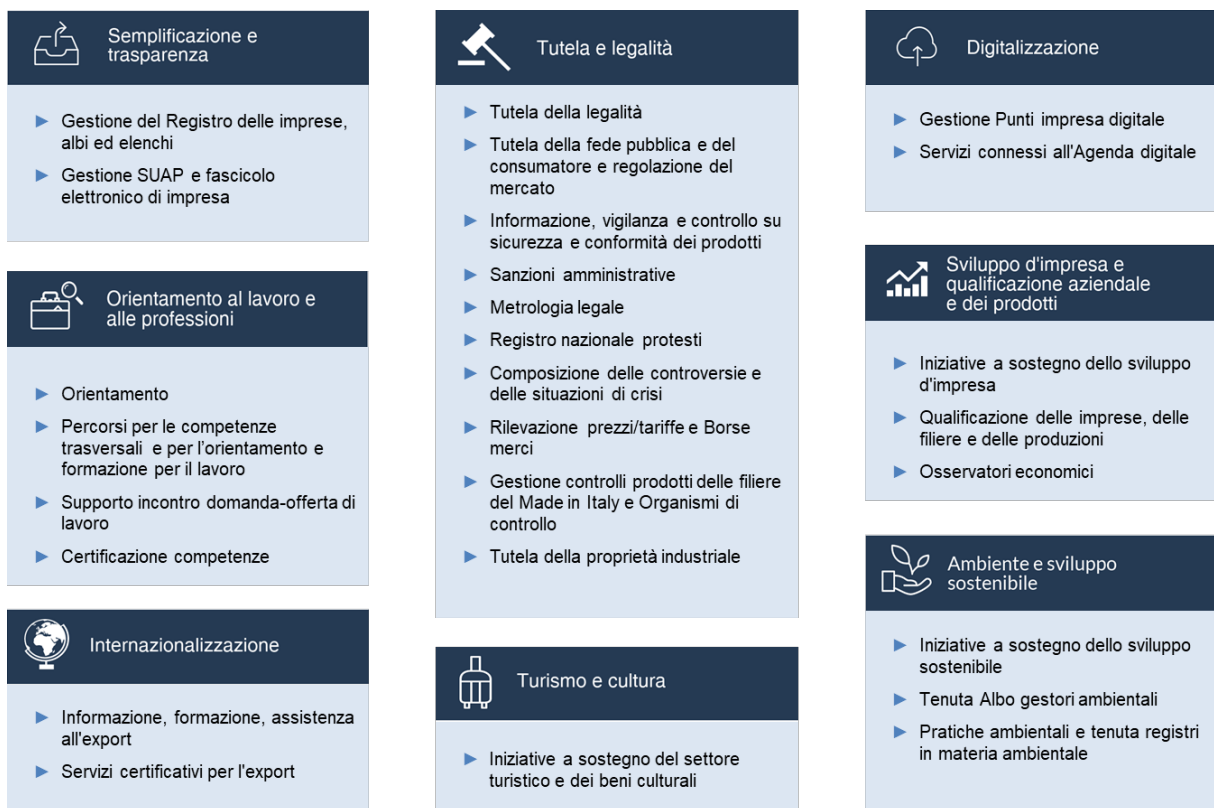 Semplificazione e
trasparenza
Gestione del Registro delle imprese,
albi ed elenchi
Gestione SUAP e fascicolo
elettronico di impresa
Orientamento al lavoro e
alle professioni
Orientamento
Percorsi per le competenze
trasversali e per l'orientamento e
formazione per il lavoro
Supporto incontro domanda-offerta di
lavoro
Certificazione competenze
Internazionalizzazione
Informazione, formazione, assistenza
all'export
Servizi certificativi per l'export
Tutela e legalità
Tutela della legalità
Tutela della fede pubblica e del
consumatore e regolazione del
mercato
Informazione, vigilanza e controllo su
sicurezza e conformità dei prodotti
Sanzioni amministrative
Metrologia legale
Registro nazionale protesti
Composizione delle controversie e
delle situazioni di crisi
Rilevazione prezzi/tariffe e Borse
merci
Gestione controlli prodotti delle filiere
del Made in Italy e Organismi di
controllo
Tutela della proprietà industriale
Turismo e cultura
Iniziative a sostegno del settore
turistico e dei beni culturali
Digitalizzazione
Gestione Punti impresa digitale
Servizi connessi all'Agenda digitale
Sviluppo d'impresa e
qualificazione aziendale
e dei prodotti
Iniziative a sostegno dello sviluppo
d'impresa
Qualificazione delle imprese, delle
filiere e delle produzioni
Osservatori economici
Ambiente e sviluppo
sostenibile
Iniziative a sostegno dello sviluppo
sostenibile
Tenuta Albo gestori ambientali
Pratiche ambientali e tenuta registri
in materia ambientale